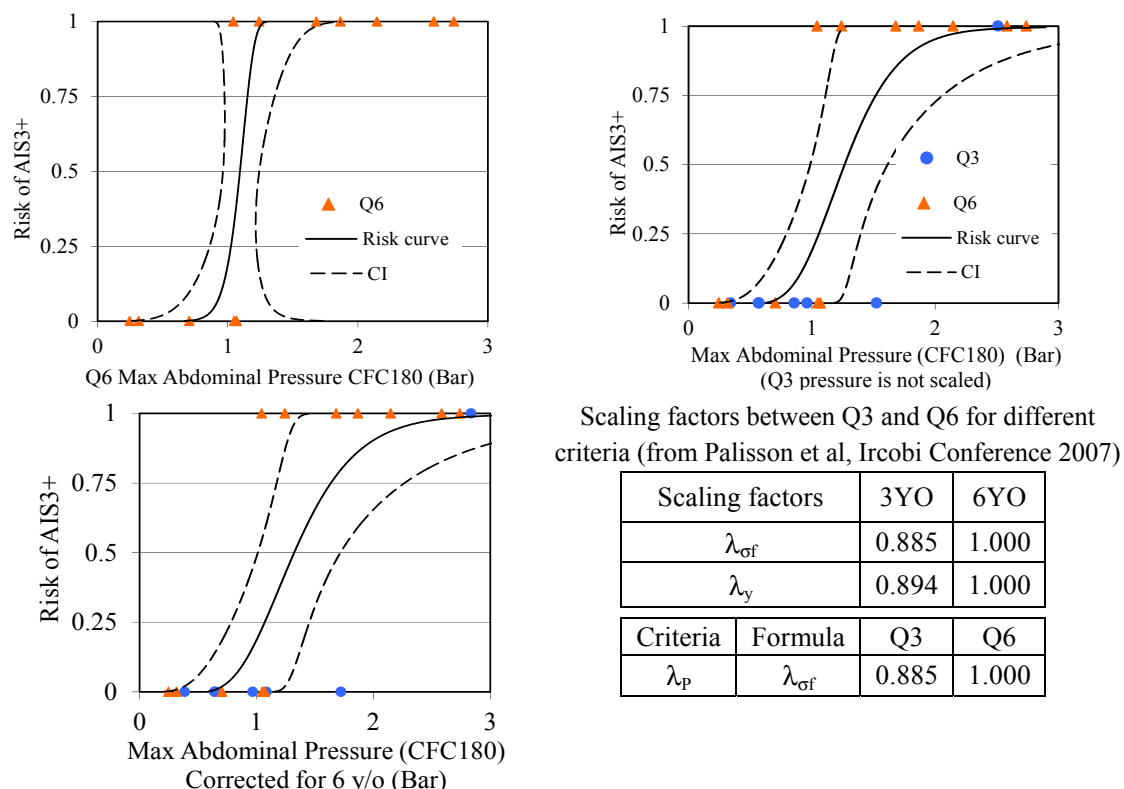 1
0.75
0.5
0.25
0
Risk of AIS3+
Q6
Risk curve
CI
0 1 2 3
Q6 Max Abdominal Pressure CFC180 (Bar)
1
0.75
0.5
0.25
0
Risk of AIS3+
Q3
Q6
Risk curve
CI
0 1 2 3
Max Abdominal Pressure (CFC180) (Bar)
(Q3 pressure is not scaled)
1
0.75
0.5
0.25
0
Risk of AIS3+
0 1 2 3
Max Abdominal Pressure (CFC180)
Corrected for 6 y/o (Bar)
Scaling factors between Q3 and Q6 for different
criteria (from Palisson et al, Ircobi Conference 2007)
Scaling factors 3YO 6YO
λσf 0.885 1.000
λy 0.894 1.000
Criteria Formula Q3 Q6
λP λσf 0.885 1.000